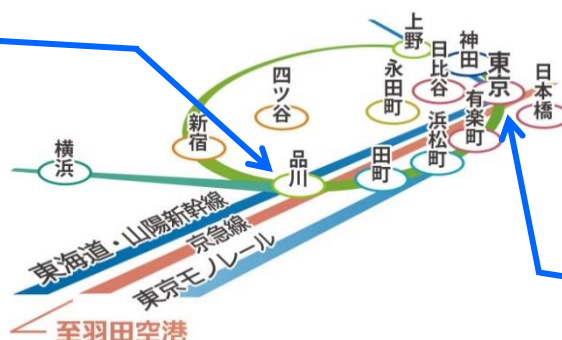 上野
神田
東京
日比谷
永田町
四ツ谷
日本橋
有楽町
浜松町
新宿
品川
田町
横浜
東海道・山陽新幹線
京急線
東京モノレール
至羽田空港